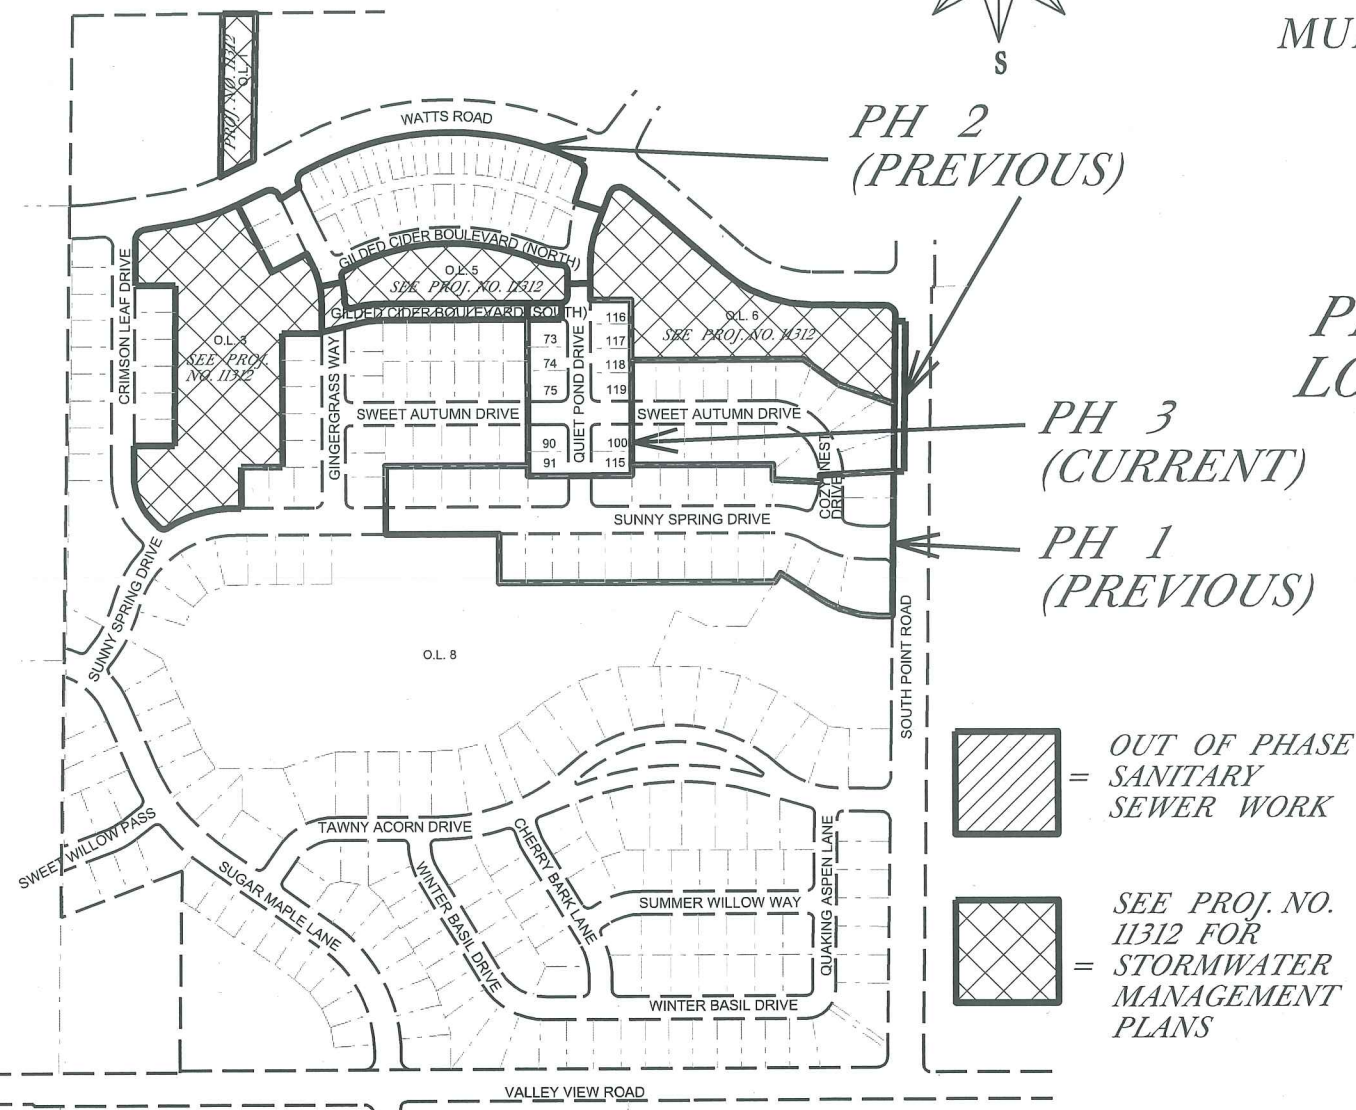 S
MU
PH 2
(PREVIOUS)
PROJ. NO. 11312
O.L. 1
WATTS ROAD
GILDED CIDER BOULEVARD (NORTH)
O.L. 5
SEE PROJ. NO. 11312
GILDED CIDER BOULEVARD (SOUTH)
CRIMSON LEAF DRIVE
O.L. 3
SEE PROJ.
NO. 11312
GINGERGRASS WAY
73
74
75
90
91
QUIET POND DRIVE
116
117
118
119
100
115
O.L. 6
SEE PROJ. NO. 11312
SWEET AUTUMN DRIVE
SWEET AUTUMN DRIVE
COZY NEST
DRIVE
PH 3
(CURRENT)
SUNNY SPRING DRIVE
PH 1
(PREVIOUS)
SUNNY SPRING DRIVE
O.L. 8
SOUTH POINT ROAD
LO
OUT OF PHASE
= SANITARY
SEWER WORK
SWEET WILLOW PASS
TAWNY ACORN DRIVE
SUGAR MAPLE LANE
WINTER BASIL DRIVE
CHERRY BARK LANE
SUMMER WILLOW WAY
QUAKING ASPEN LANE
WINTER BASIL DRIVE
SEE PROJ. NO.
11312 FOR
= STORMWATER
MANAGEMENT
PLANS
VALLEY VIEW ROAD